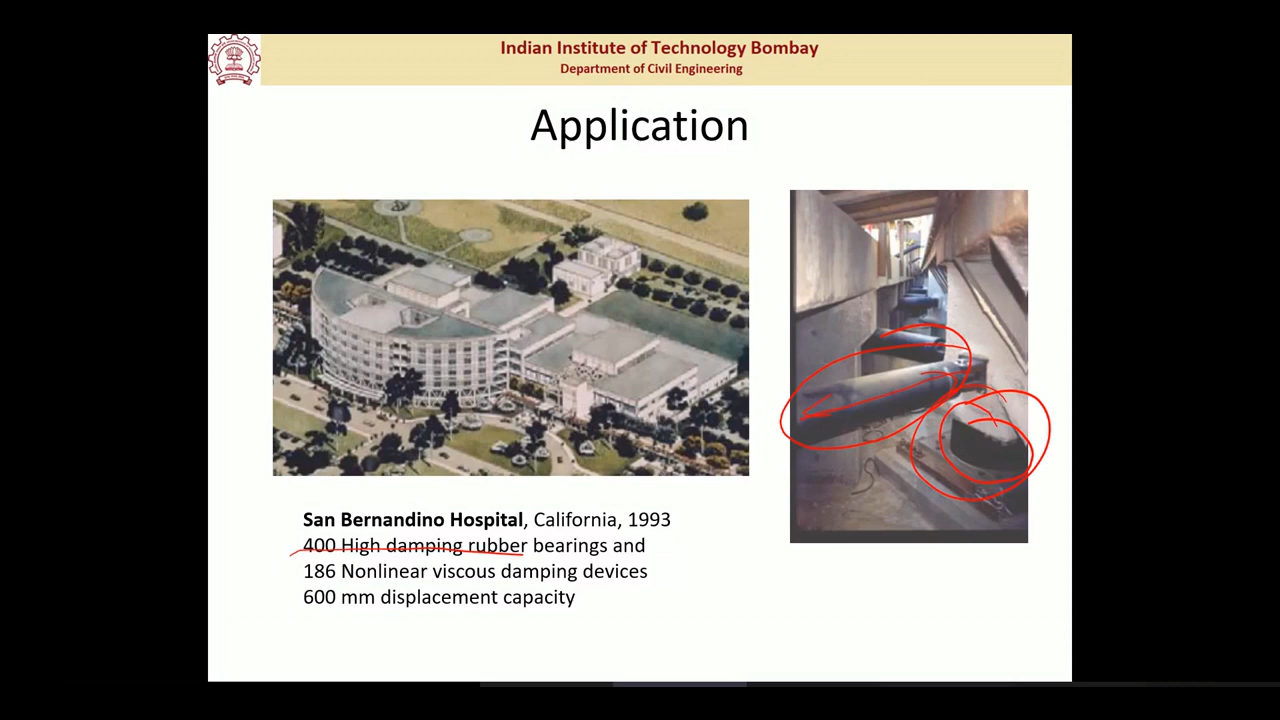 Indian Institute of Technology Bombay
Department of Civil Engineering
Application
San Bernandino Hospital, California, 1993
400 High damping rubber bearings and
186 Nonlinear viscous damping devices
600 mm displacement capacity